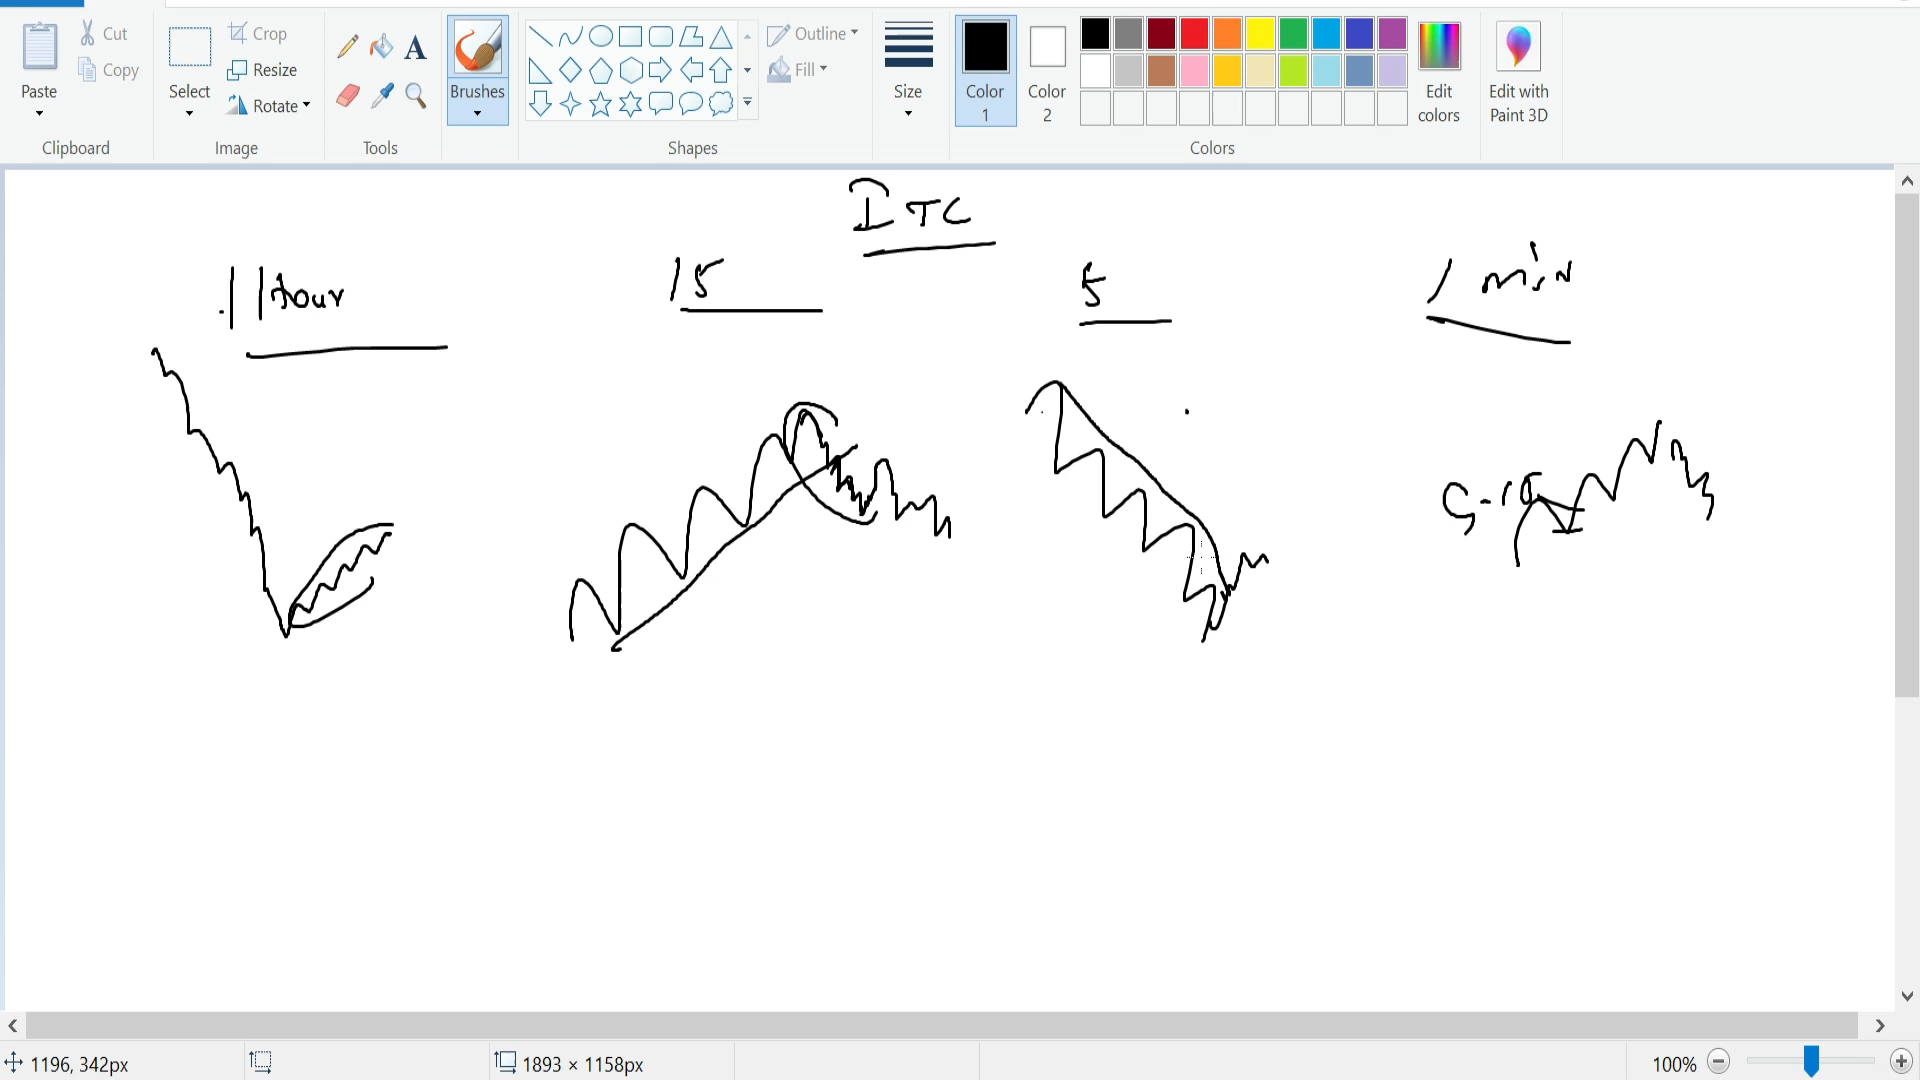 Paste
Cut
Copy
Clipboard
Select
Crop
Resize
Rotate
Image
Tools
Brushes
Shapes
Outline
Fill
Size
Color 1
Color 2
Colors
Edit colors
Edit with Paint 3D
ITC
1 Hour
15
5
1 min
1196, 342px
1893 × 1158px
100%